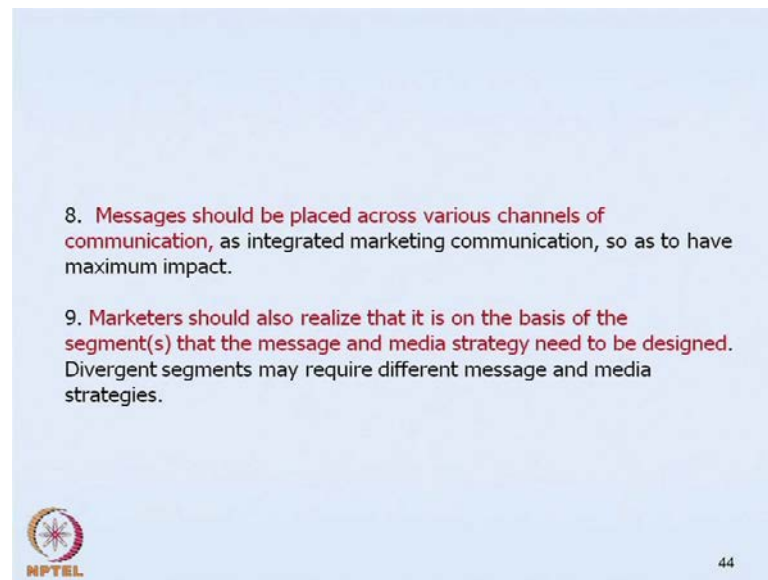 8. Messages should be placed across various channels of
communication, as integrated marketing communication, so as to have
maximum impact.
9. Marketers should also realize that it is on the basis of the
segment(s) that the message and media strategy need to be designed.
Divergent segments may require different message and media
strategies.
NPTEL
44